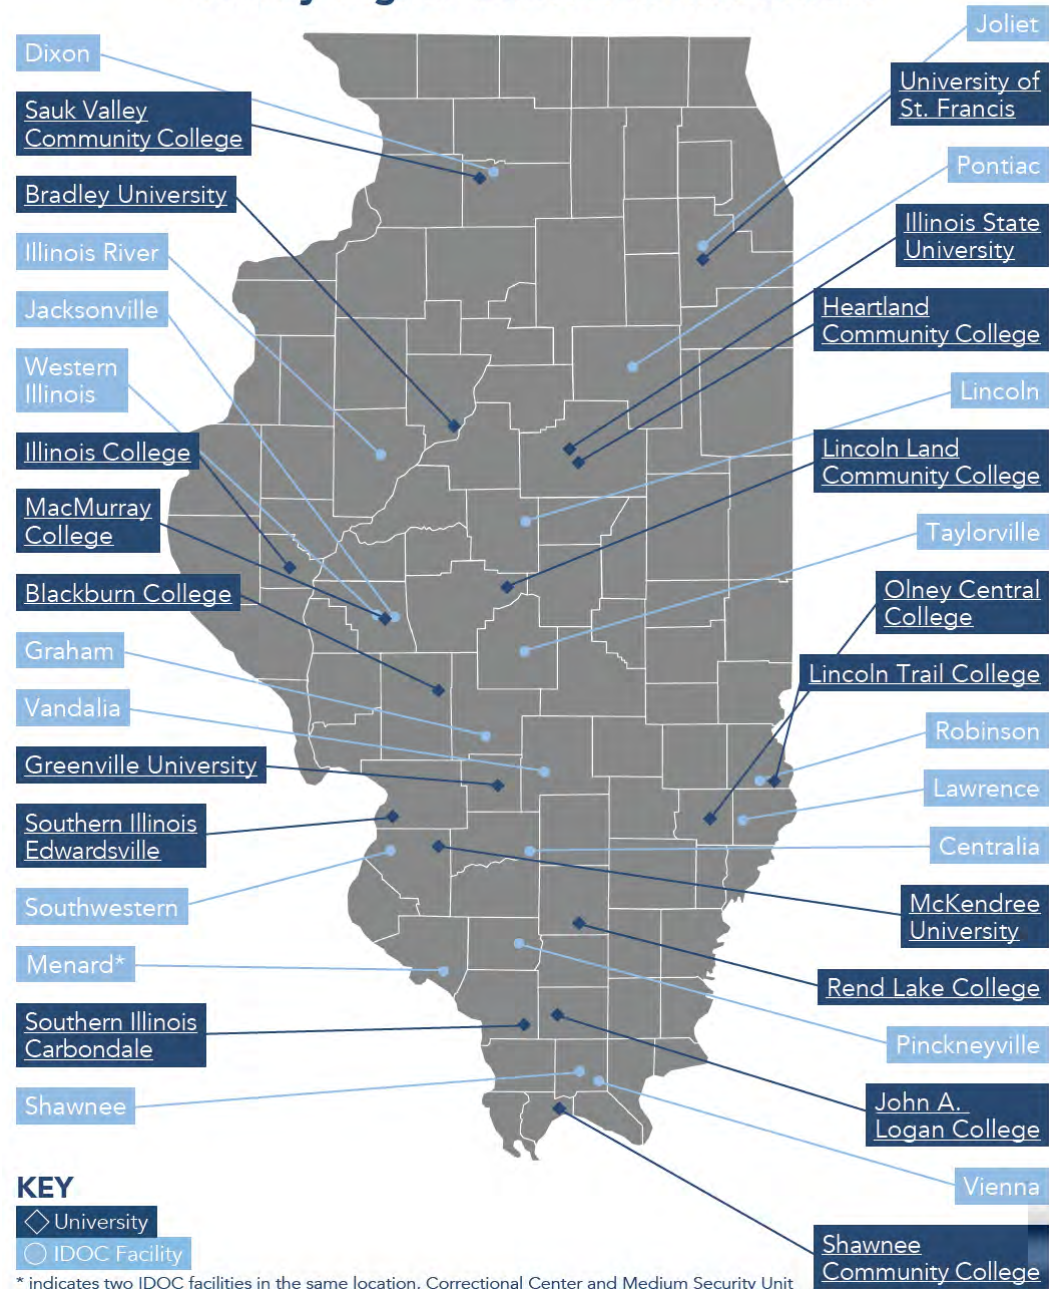 Dixon
Sauk Valley
Community College
Bradley University
Illinois River
Jacksonville
Western
Illinois
Illinois College
MacMurray
College
Blackburn College
Graham
Vandalia
Greenville University
Southern Illinois
Edwardsville
Southwestern
Menard*
Southern Illinois
Carbondale
Shawnee
Joliet
University of
St. Francis
Pontiac
Illinois State
University
Heartland
Community College
Lincoln
Lincoln Land
Community College
Taylorville
Olney Central
College
Lincoln Trail College
Robinson
Lawrence
Centralia
McKendree
University
Rend Lake College
Pinckneyville
John A.
Logan College
Vienna
Shawnee
Community College
KEY
University
IDOC Facility
* indicates two IDOC facilities in the same location. Correctional Center and Medium Security Unit